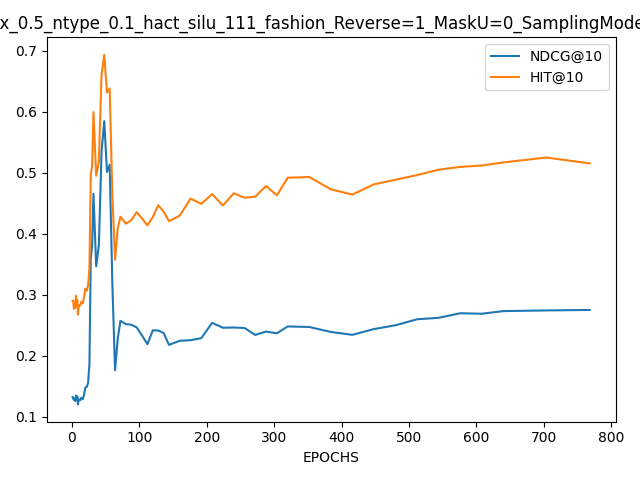 x_0.5_ntype_0.1_hact_silu_111_fashion_Reverse=1_MaskU=0_SamplingMode
NDCG@10
HIT@10
0.7
0.6
0.5
0.4
0.3
0.2
0.1
0 100 200 300 400 500 600 700 800
EPOCHS